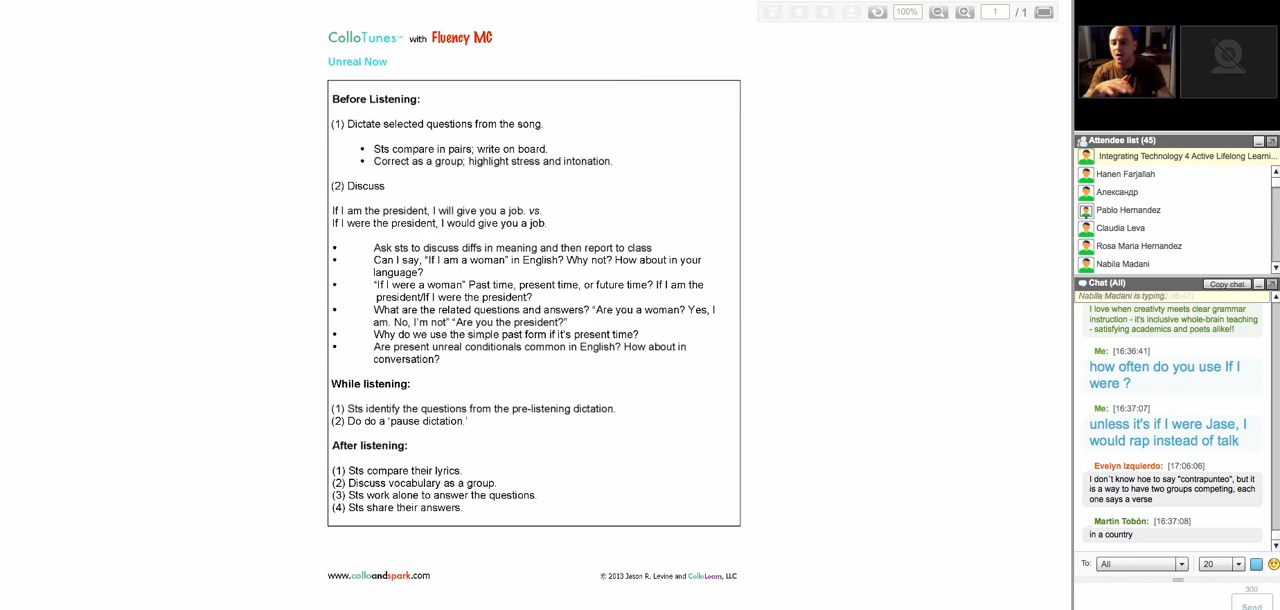 100%
1
/ 1
ColloTunes™ with Fluency MC
Unreal Now
Before Listening:
(1) Dictate selected questions from the song.
• Sts compare in pairs; write on board.
• Correct as a group; highlight stress and intonation.
(2) Discuss
If I am the president, I will give you a job. vs.
If I were the president, I would give you a job.
• Ask sts to discuss diffs in meaning and then report to class
• Can I say, “If I am a woman” in English? Why not? How about in your
language?
• “If I were a woman” Past time, present time, or future time? If I am the
president/If I were the president?
• What are the related questions and answers? “Are you a woman? Yes, I
am. No, I’m not” “Are you the president?”
• Why do we use the simple past form if it’s present time?
• Are present unreal conditionals common in English? How about in
conversation?
While listening:
(1) Sts identify the questions from the pre-listening dictation.
(2) Do do a ‘pause dictation.’
After listening:
(1) Sts compare their lyrics.
(2) Discuss vocabulary as a group.
(3) Sts work alone to answer the questions.
(4) Sts share their answers.
www.colloandspark.com
© 2013 Jason R. Levine and ColloLearn, LLC
Attendee list (45)
Integrating Technology 4 Active Lifelong Learni...
Hanen Farjallah
Александр
Pablo Hernandez
Claudia Leva
Rosa Maria Hernandez
Nabila Madani
Chat (All)
Copy chat
Nabila Madani is typing.
I love when creativty meets clear grammar
instruction - it's inclusive whole-brain teaching
- satisfying academics and poets alike!!
Me: [16:36:41]
how often do you use If I
were ?
Me: [16:37:07]
unless it's if I were Jase, I
would rap instead of talk
Evelyn Izquierdo: [17:06:06]
I don´t know hoe to say "contrapunteo", but it
is a way to have two groups competing, each
one says a verse
Martin Tobón: [16:37:08]
in a country
To: All 20
300
Send